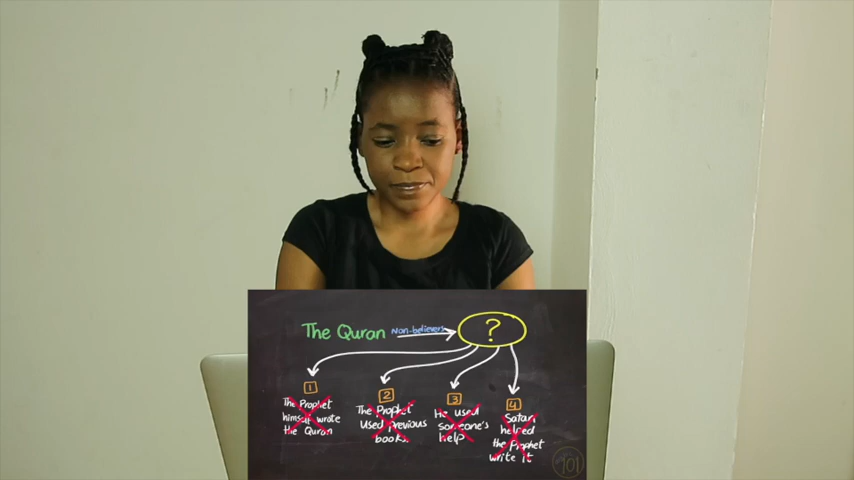 The Quran Non-believers ?
1
The Prophet
himself wrote
the Quran
2
The Prophet
Used previous
books
3
He used
someone's
help
4
Satan
helped
the Prophet
write it
101